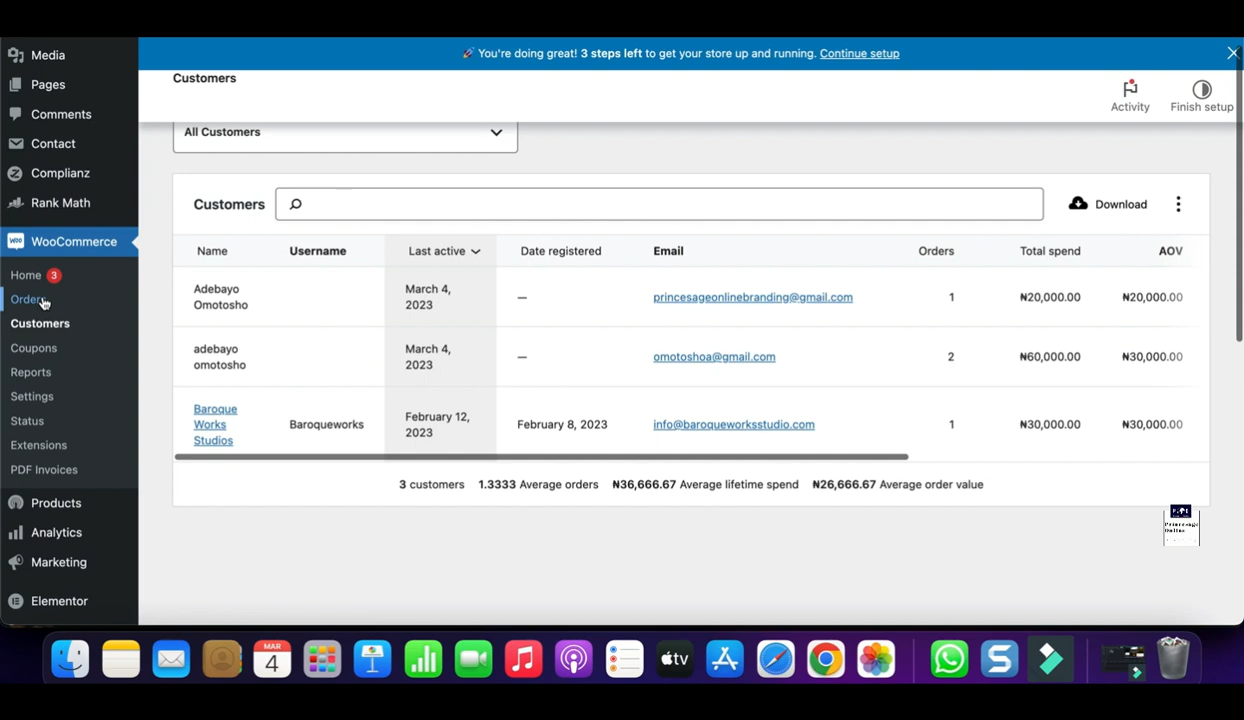 Media
Pages
Comments
Contact
Complianz
Rank Math
WooCommerce
Home 3
Orders
Customers
Coupons
Reports
Settings
Status
Extensions
PDF Invoices
Products
Analytics
Marketing
Elementor
🚀 You're doing great! 3 steps left to get your store up and running. Continue setup
Customers
Activity
Finish setup
All Customers
Customers
Download
Name Username Last active Date registered Email Orders Total spend AOV
Adebayo
Omotosho
March 4,
2023
—
princesageonlinebranding@gmail.com
1
₦20,000.00
₦20,000.00
adebayo
omotosho
March 4,
2023
—
omotoshoa@gmail.com
2
₦60,000.00
₦30,000.00
Baroque
Works
Studios
Baroqueworks
February 12,
2023
February 8, 2023
info@baroqueworksstudio.com
1
₦30,000.00
₦30,000.00
3 customers 1.3333 Average orders ₦36,666.67 Average lifetime spend ₦26,666.67 Average order value
MAR
4
tv